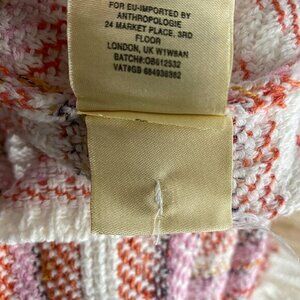 FOR EU-IMPORTED BY
ANTHROPOLOGIE
24 MARKET PLACE, 3RD
FLOOR
LONDON, UK W1W8AN
BATCH#:OB612532
VAT#GB 684938362